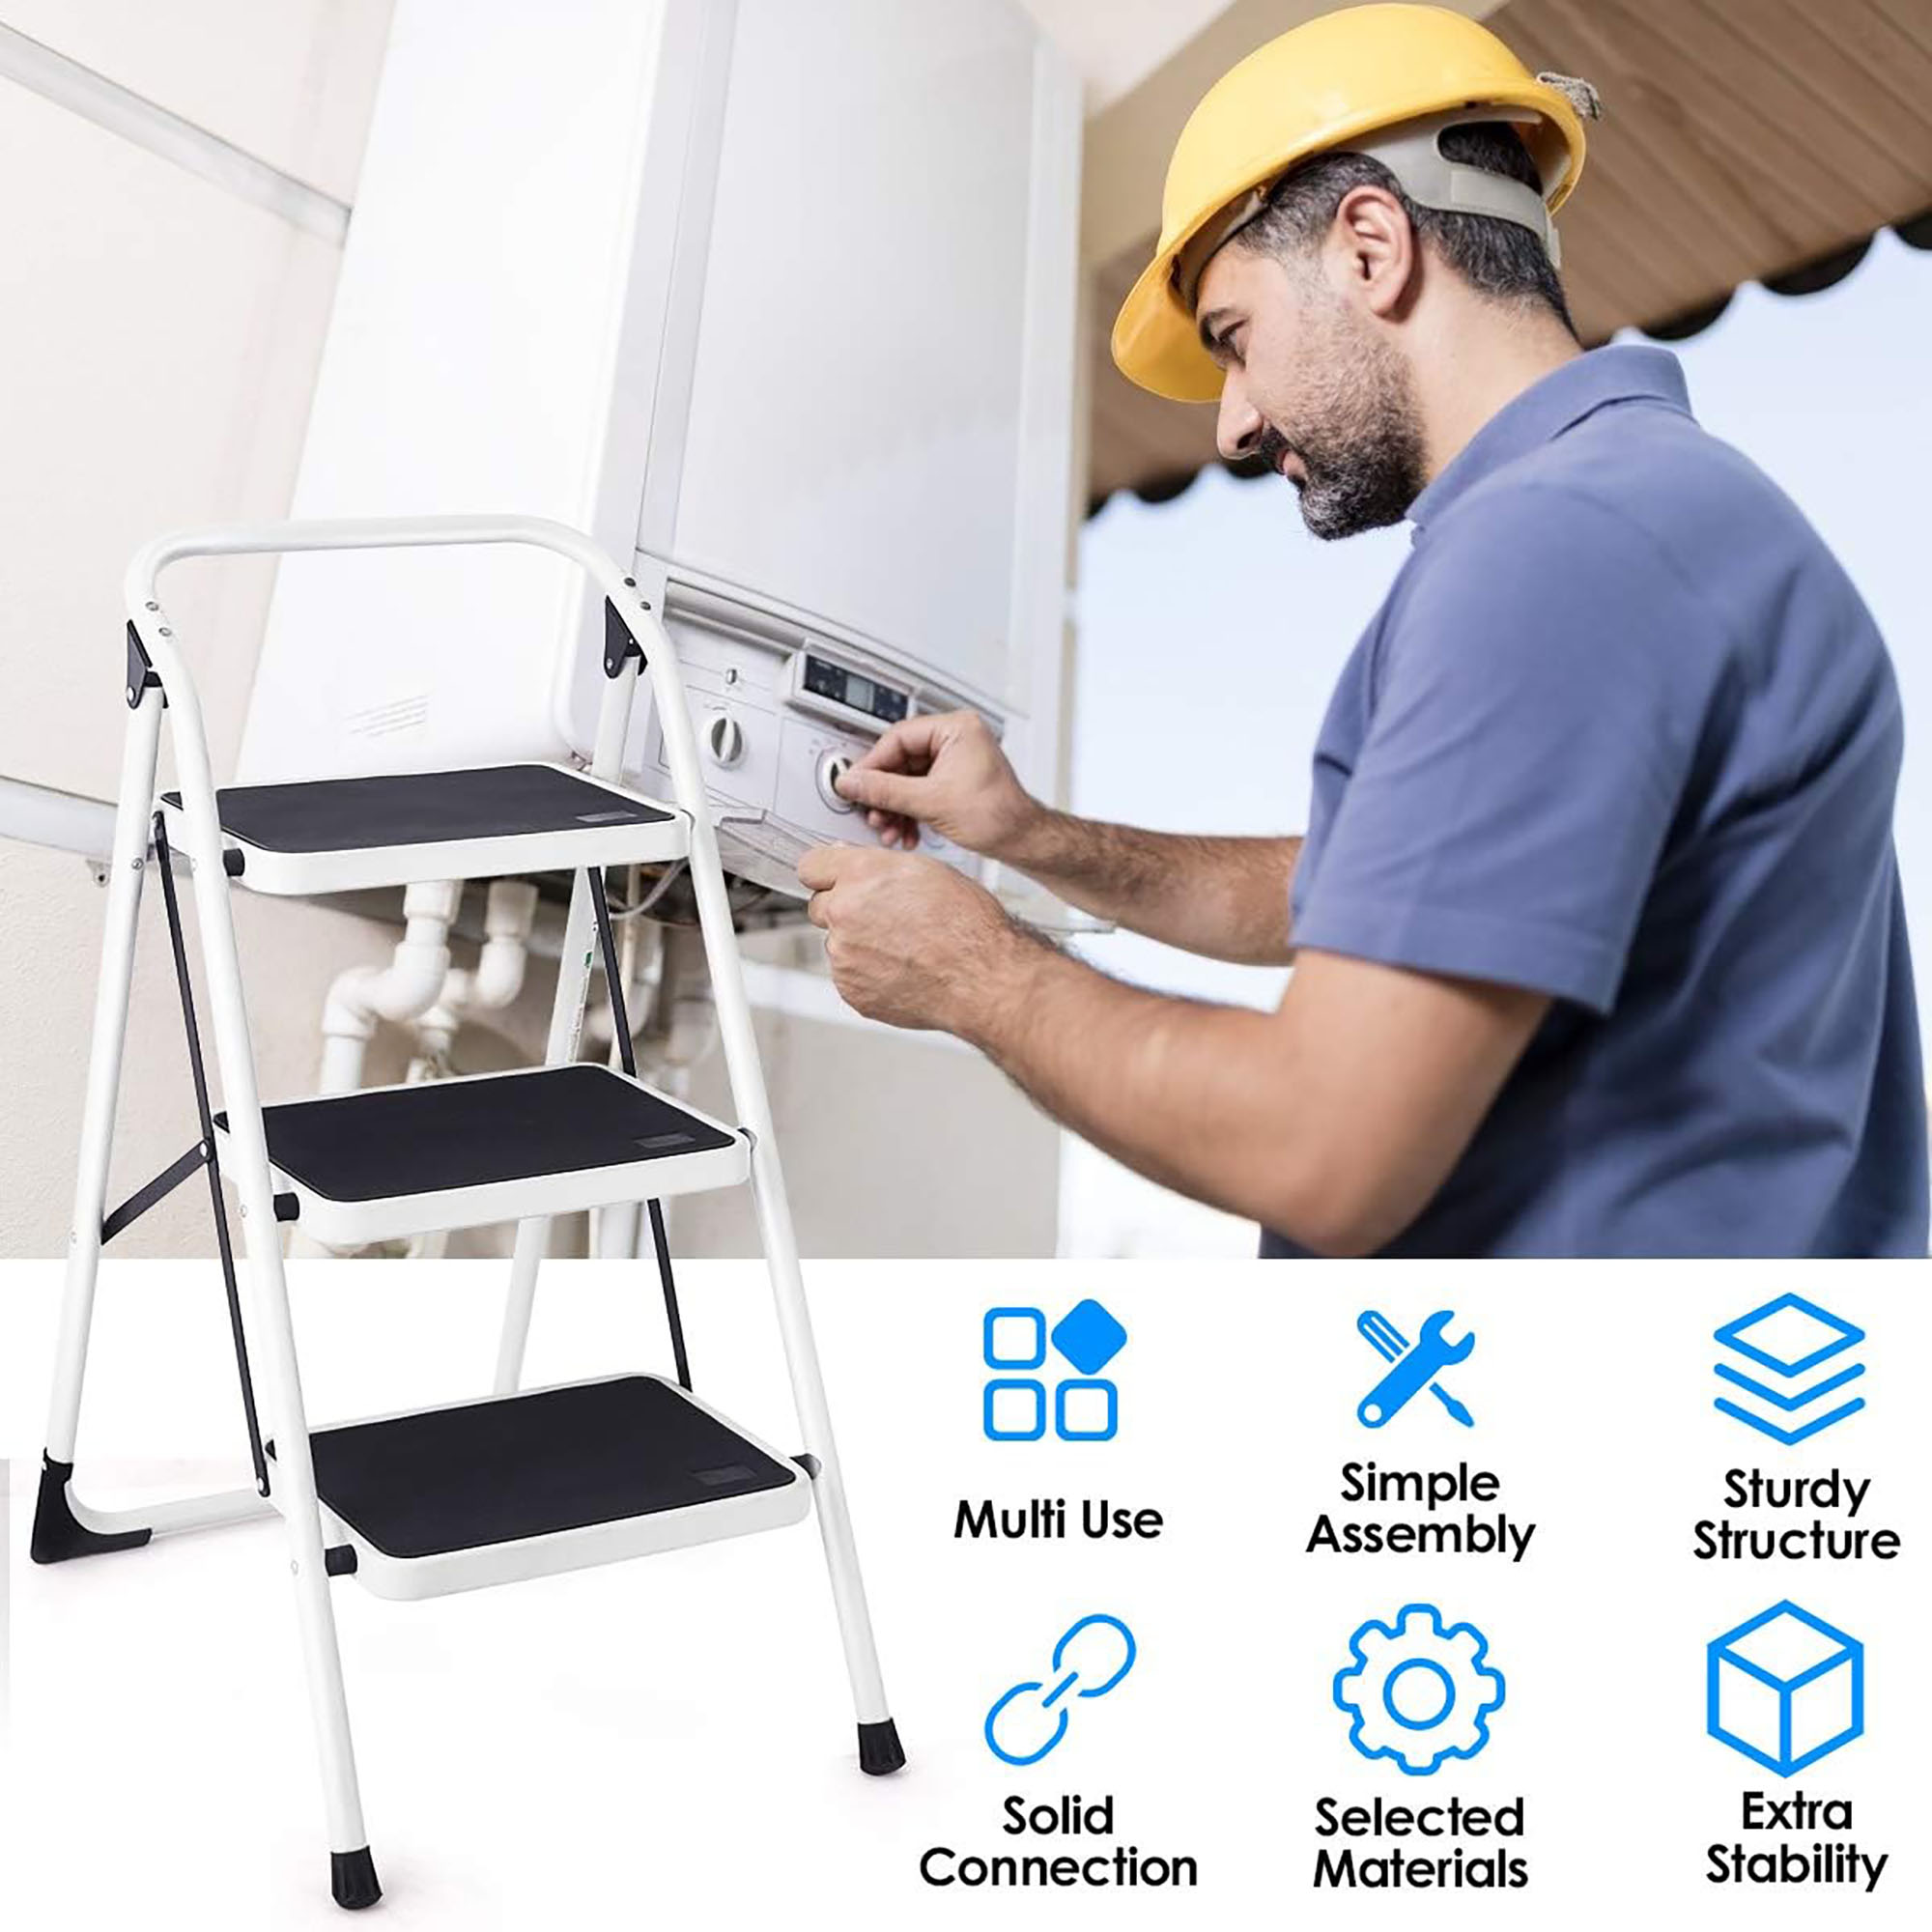 Multi Use
Simple
Assembly
Sturdy
Structure
Solid
Connection
Selected
Materials
Extra
Stability